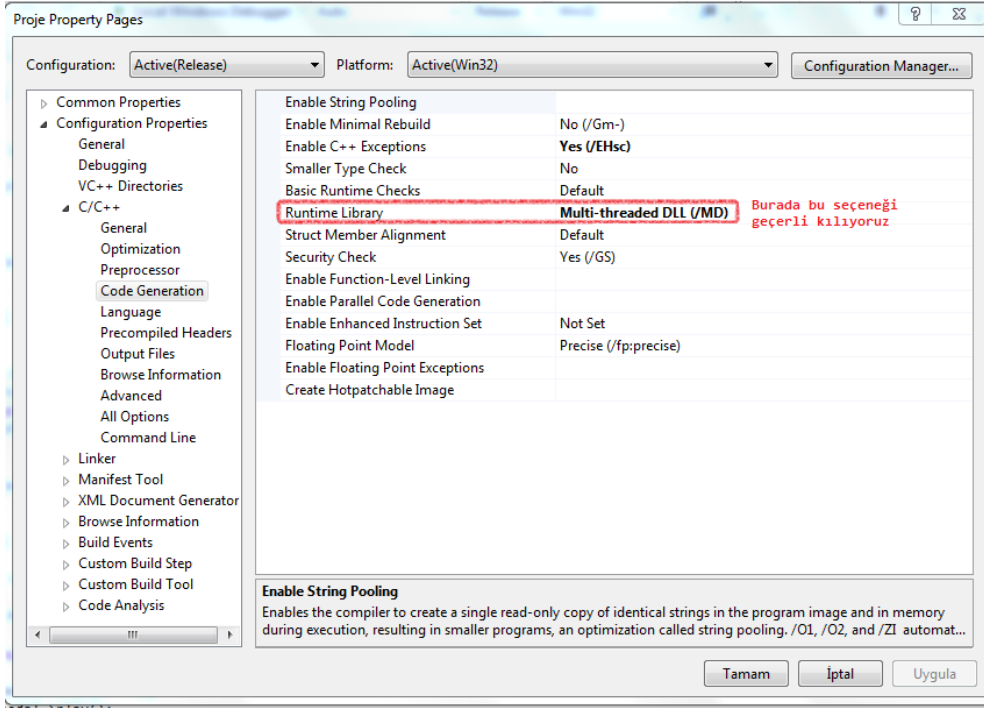 Proje Property Pages
Configuration: Active(Release) Platform: Active(Win32) Configuration Manager...
Common Properties
Configuration Properties
General
Debugging
VC++ Directories
C/C++
General
Optimization
Preprocessor
Code Generation
Language
Precompiled Headers
Output Files
Browse Information
Advanced
All Options
Command Line
Linker
Manifest Tool
XML Document Generator
Browse Information
Build Events
Custom Build Step
Custom Build Tool
Code Analysis
Enable String Pooling
Enable Minimal Rebuild No (/Gm-)
Enable C++ Exceptions Yes (/EHsc)
Smaller Type Check No
Basic Runtime Checks Default
Runtime Library Multi-threaded DLL (/MD)
Burada bu seçeneği
geçerli kılıyoruz
Struct Member Alignment Default
Security Check Yes (/GS)
Enable Function-Level Linking
Enable Parallel Code Generation
Enable Enhanced Instruction Set Not Set
Floating Point Model Precise (/fp:precise)
Enable Floating Point Exceptions
Create Hotpatchable Image
Enable String Pooling
Enables the compiler to create a single read-only copy of identical strings in the program image and in memory
during execution, resulting in smaller programs, an optimization called string pooling. /O1, /O2, and /ZI automat...
Tamam İptal Uygula